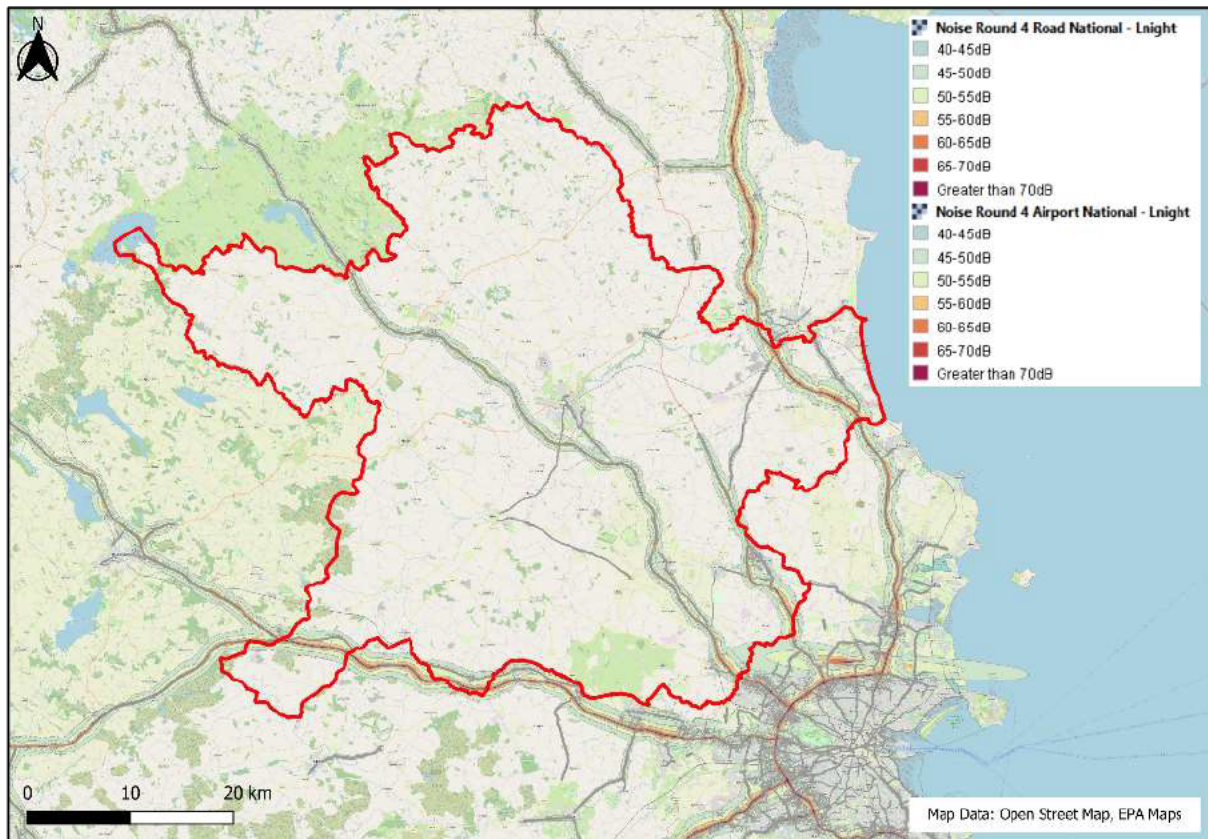 N
Noise Round 4 Road National - Lnight
40-45dB
45-50dB
50-55dB
55-60dB
60-65dB
65-70dB
Greater than 70dB
Noise Round 4 Airport National - Lnight
40-45dB
45-50dB
50-55dB
55-60dB
60-65dB
65-70dB
Greater than 70dB
0 10 20 km
Map Data: Open Street Map, EPA Maps